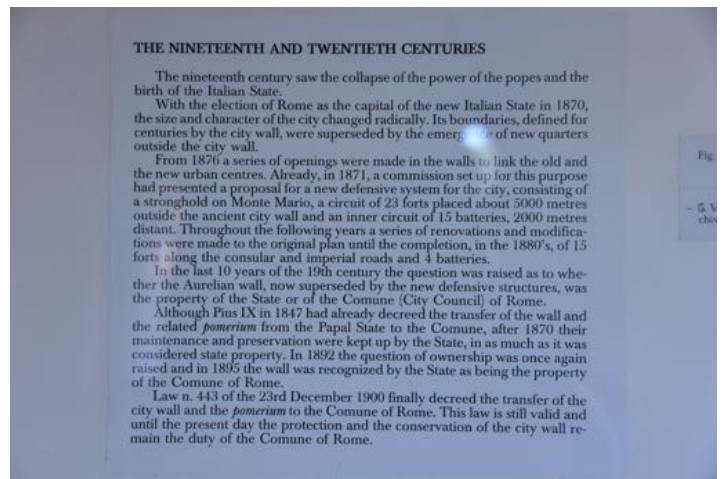 THE NINETEENTH AND TWENTIETH CENTURIES
The nineteenth century saw the collapse of the power of the popes and the
birth of the Italian State.
With the election of Rome as the capital of the new Italian State in 1870,
the size and character of the city changed radically. Its boundaries, defined for
centuries by the city wall, were superseded by the of new quarters
outside the city wall.
From 1876 a series of openings were made in the walls to link the old and
the new urban centres. Already, in 1871, a commission set up for this purpose
had presented a proposal for a new defensive system for the city, consisting of
a stronghold on Monte Mario, a circuit of 23 forts placed about 5000 metres
outside the ancient city wall and an inner circuit of 15 batteries, 2000 metres
distant. Throughout the following years a series of renovations and modifica-
tions were made to the original plan until the completion, in the 1880's, of 15
forts along the consular and imperial roads and 4 batteries.
In the last 10 years of the 19th century the question was raised as to whe-
ther the Aurelian wall, now superseded by the new defensive structures, was
the property of the State or of the Comune (City Council) of Rome.
Although Pius IX in 1847 had already decreed the transfer of the wall and
the related pomerium from the Papal State to the Comune, after 1870 their
maintenance and preservation were kept up by the State, in as much as it was
considered state property. In 1892 the question of ownership was once again
raised and in 1895 the wall was recognized by the State as being the property
of the Comune of Rome.
Law n. 443 of the 23rd December 1900 finally decreed the transfer of the
city wall and the pomerium to the Comune of Rome. This law is still valid and
until the present day the protection and the conservation of the city wall re-
main the duty of the Comune of Rome.
Fig